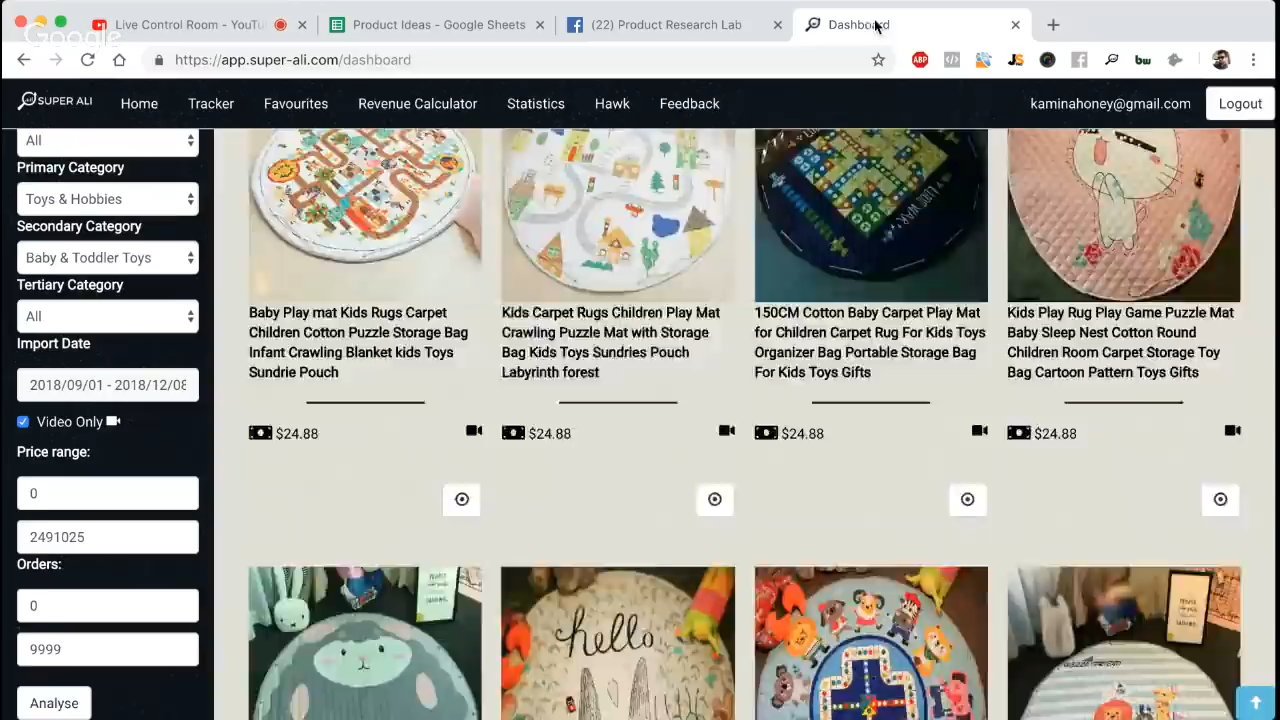 Live Control Room - YouTu
Product Ideas - Google Sheets
(22) Product Research Lab
Dashboard
Google
https://app.super-ali.com/dashboard
ABP
JS
bw
SUPER ALI
Home
Tracker
Favourites
Revenue Calculator
Statistics
Hawk
Feedback
kaminahoney@gmail.com
Logout
All
Primary Category
Toys & Hobbies
Secondary Category
Baby & Toddler Toys
Tertiary Category
All
Import Date
2018/09/01 - 2018/12/08
Video Only
Price range:
0
2491025
Orders:
0
9999
Analyse
Baby Play mat Kids Rugs Carpet
Children Cotton Puzzle Storage Bag
Infant Crawling Blanket kids Toys
Sundrie Pouch
$24.88
Kids Carpet Rugs Children Play Mat
Crawling Puzzle Mat with Storage
Bag Kids Toys Sundries Pouch
Labyrinth forest
$24.88
150CM Cotton Baby Carpet Play Mat
for Children Carpet Rug For Kids Toys
Organizer Bag Portable Storage Bag
For Kids Toys Gifts
$24.88
Kids Play Rug Play Game Puzzle Mat
Baby Sleep Nest Cotton Round
Children Room Carpet Storage Toy
Bag Cartoon Pattern Toys Gifts
$24.88
hello